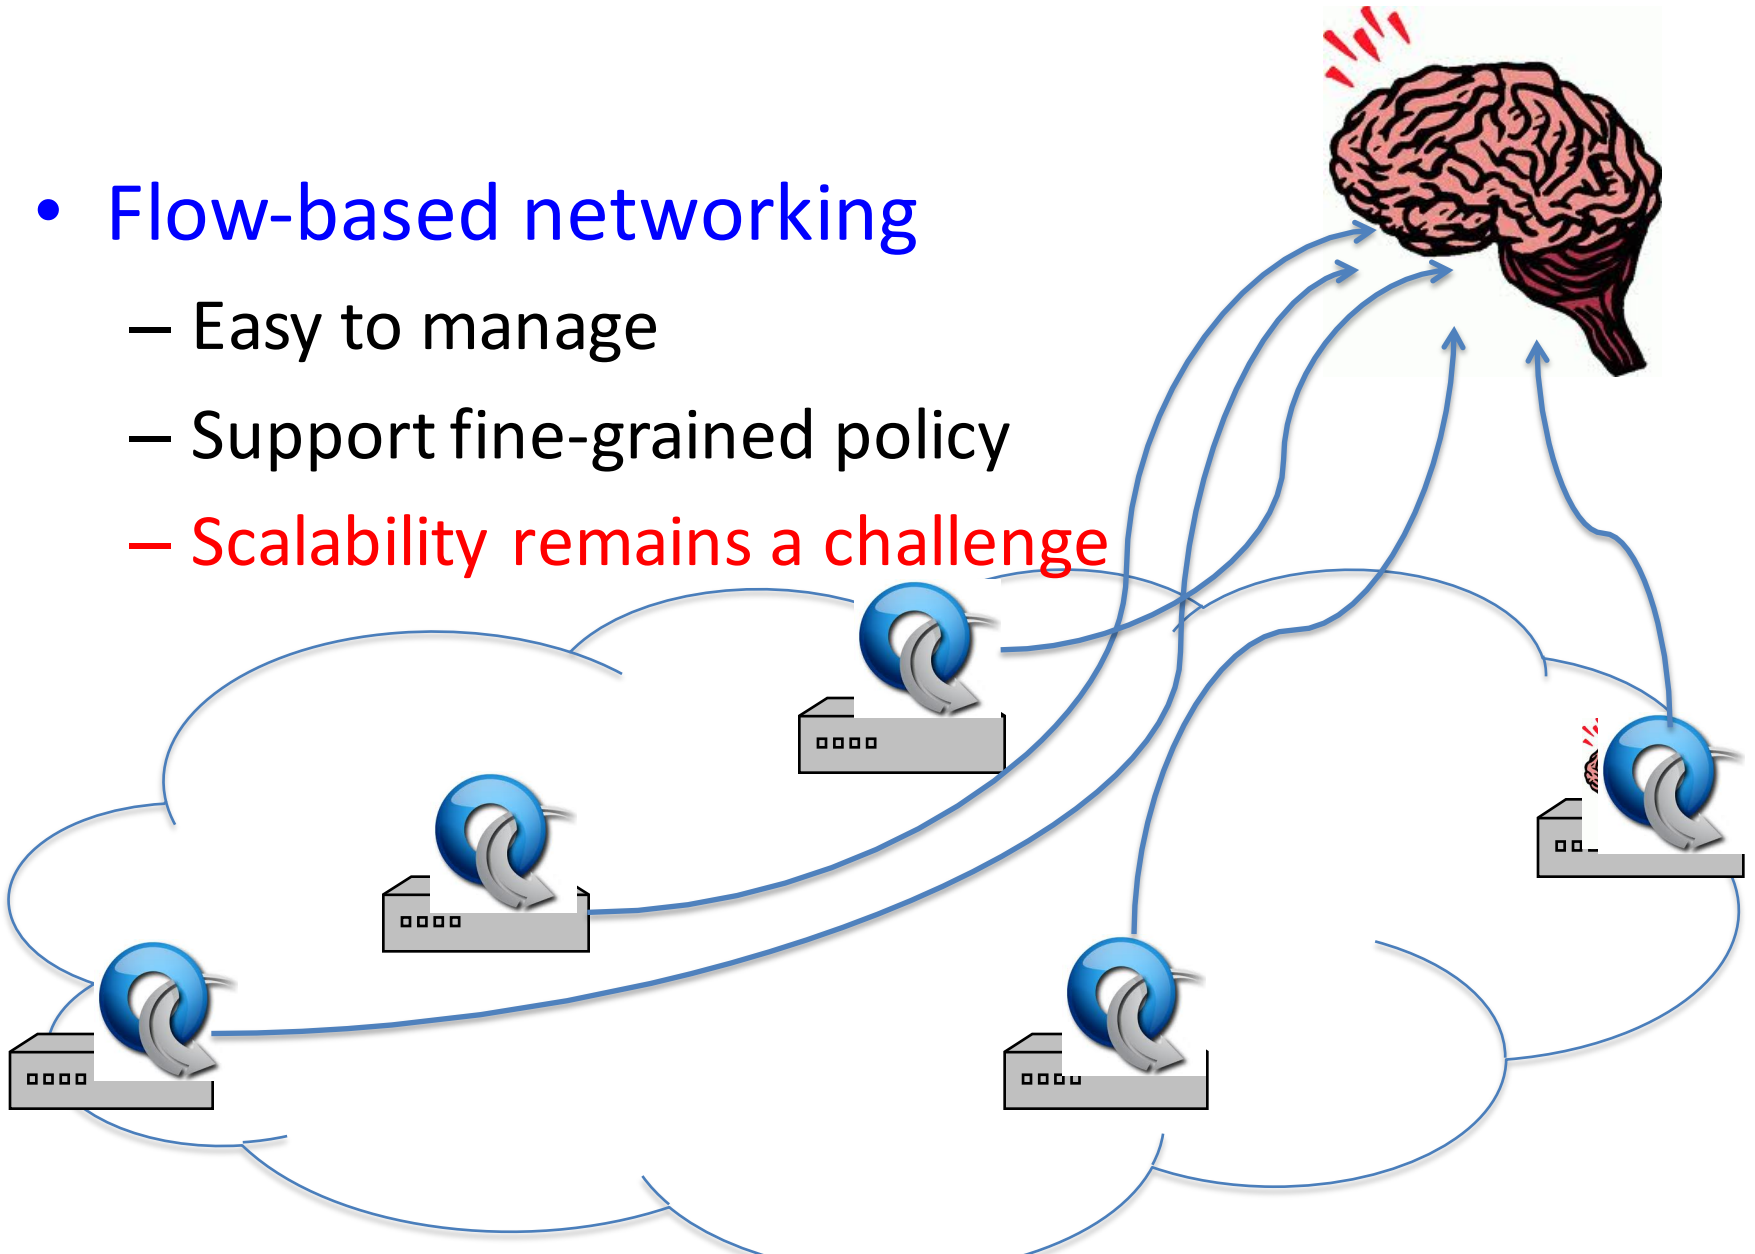 • Flow-based networking
– Easy to manage
– Support fine-grained policy
– Scalability remains a challenge